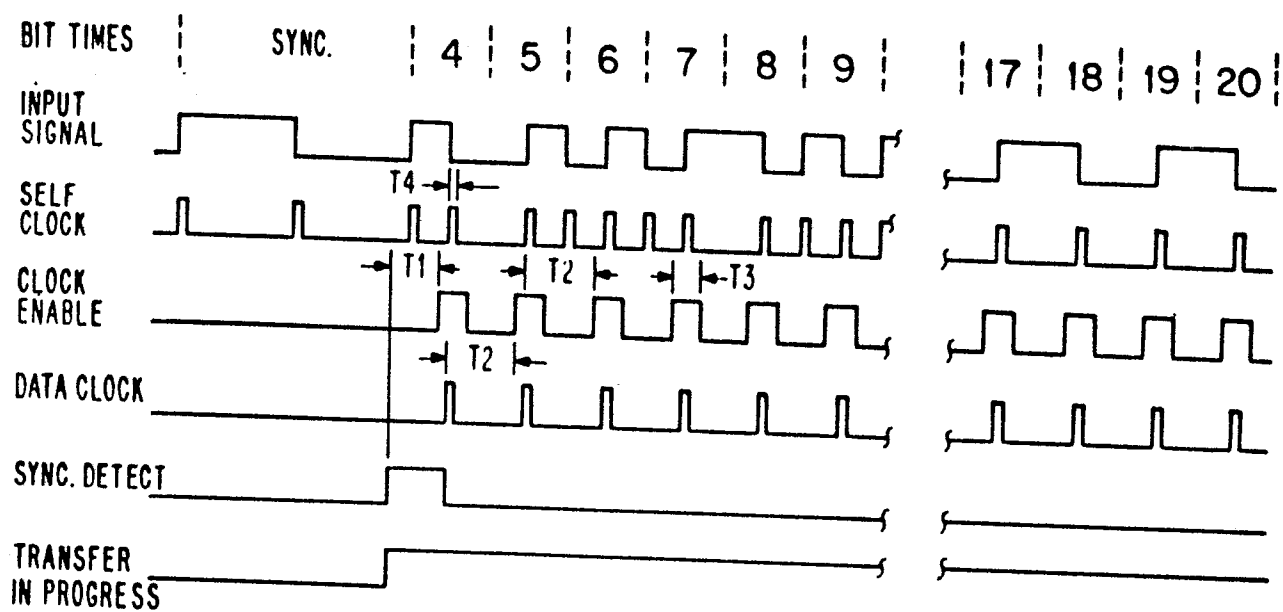 BIT TIMES SYNC. 4 5 6 7 8 9 17 18 19 20
INPUT
SIGNAL
T4
SELF
CLOCK
T1 T2 T3
CLOCK
ENABLE
T2
DATA CLOCK
SYNC. DETECT
TRANSFER
IN PROGRESS